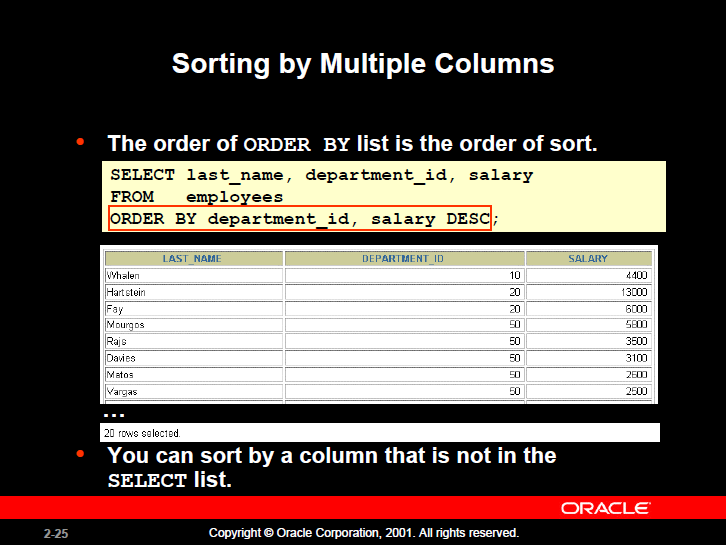 Sorting by Multiple Columns
• The order of ORDER BY list is the order of sort.
SELECT last_name, department_id, salary
FROM employees
ORDER BY department_id, salary DESC;
LAST_NAME DEPARTMENT_ID SALARY
Whalen 10 4400
Hartstein 20 13000
Fay 20 6000
Mourgos 50 5800
Rajs 50 3500
Davies 50 3100
Matos 50 2600
Vargas 50 2500
...
20 rows selected.
• You can sort by a column that is not in the
SELECT list.
ORACLE
2-25 Copyright © Oracle Corporation, 2001. All rights reserved.